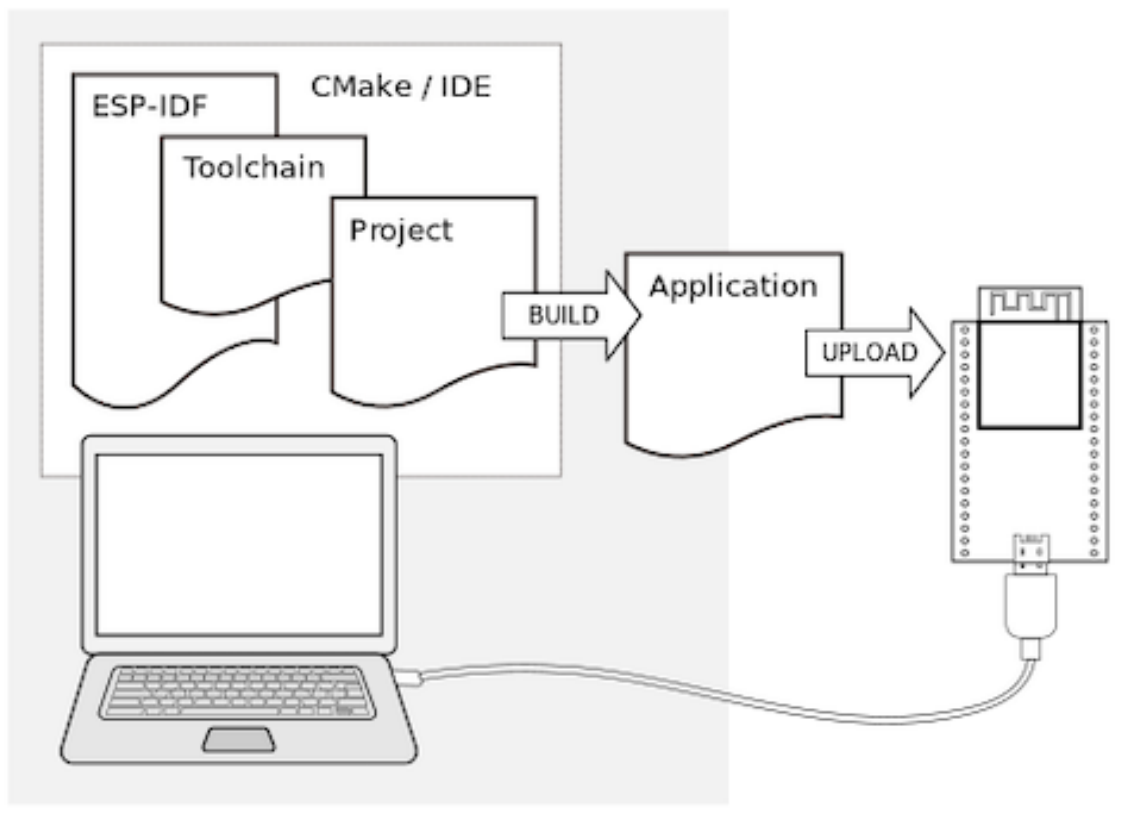 CMake / IDE
ESP-IDF
Toolchain
Project
BUILD
Application
UPLOAD